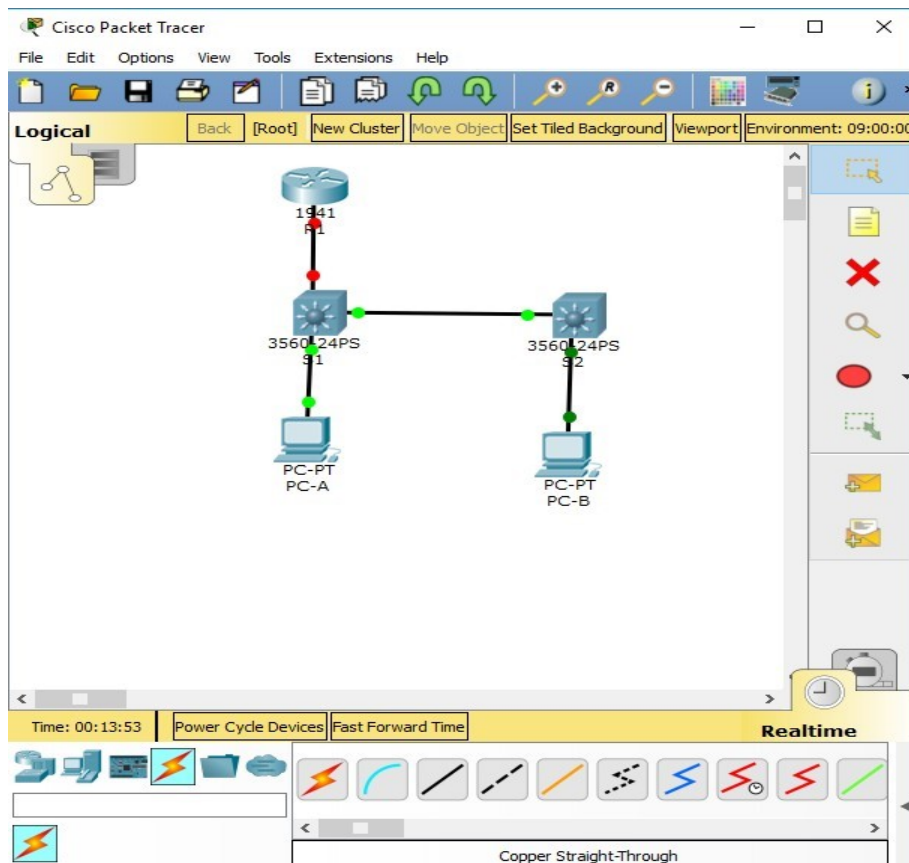 Cisco Packet Tracer
File Edit Options View Tools Extensions Help
Logical Back [Root] New Cluster Move Object Set Tiled Background Viewport Environment: 09:00:00
1941
R1
3560-24PS
S1
3560-24PS
S2
PC-PT
PC-A
PC-PT
PC-B
Time: 00:13:53 Power Cycle Devices Fast Forward Time
Realtime
Copper Straight-Through